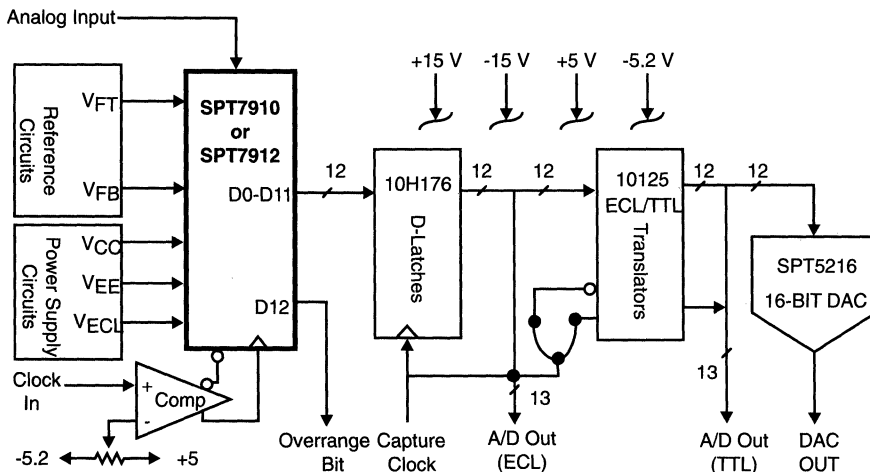 Analog Input
+15 V
-15 V
+5 V
-5.2 V
Reference
Circuits
VFT
VFB
SPT7910
or
SPT7912
D0-D11
D12
12
10H176
D-Latches
12
12
10125
ECL/TTL
Translators
12
12
SPT5216
16-BIT DAC
Power Supply
Circuits
VCC
VEE
VECL
Clock
In
+
-
Comp
-5.2
+5
Overrange
Bit
Capture
Clock
13
A/D Out
(ECL)
13
A/D Out
(TTL)
DAC
OUT